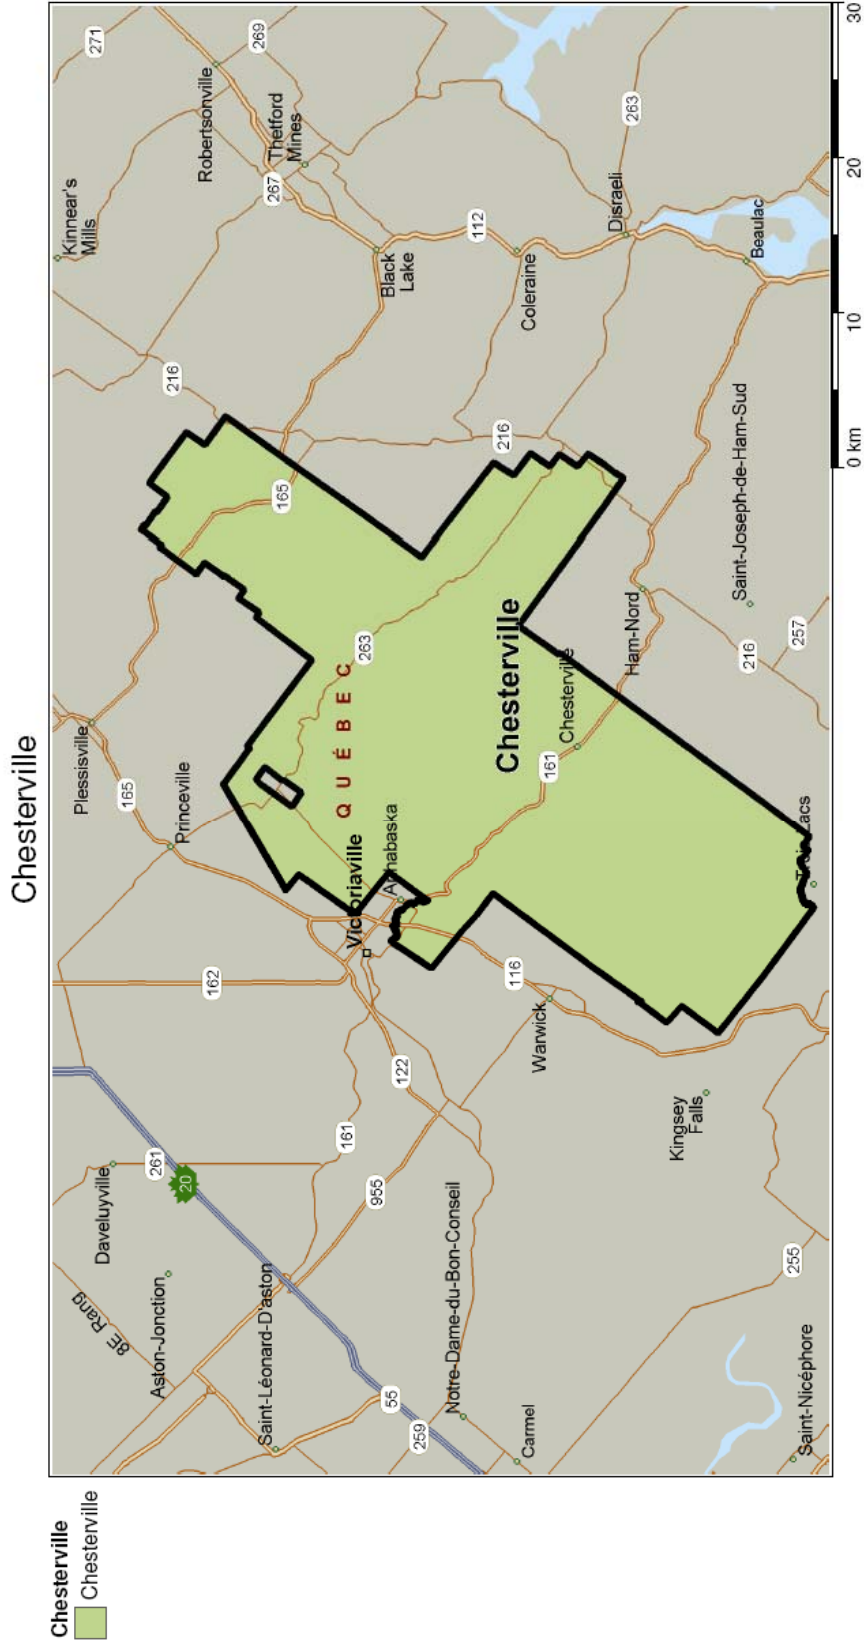 Chesterville
Chesterville
Chesterville
271
269
Robertsonville
Thetford
Mines
267
263
Kinnear's
Mills
112
Disraeli
Beaulac
Black
Lake
Coleraine
216
216
165
Saint-Joseph-de-Ham-Sud
Plessisville
165
Princeville
QUÉBEC
263
Chesterville
Chesterville
161
Ham-Nord
216
257
Victoriaville
Arthabaska
Trois-Lacs
162
116
Warwick
122
Kingsey
Falls
Daveluyville
261
20
161
955
8E Rang
Aston-Jonction
Saint-Léonard-D'aston
Notre-Dame-du-Bon-Conseil
55
259
Carmel
255
Saint-Nicéphore
0 km
10
20
30